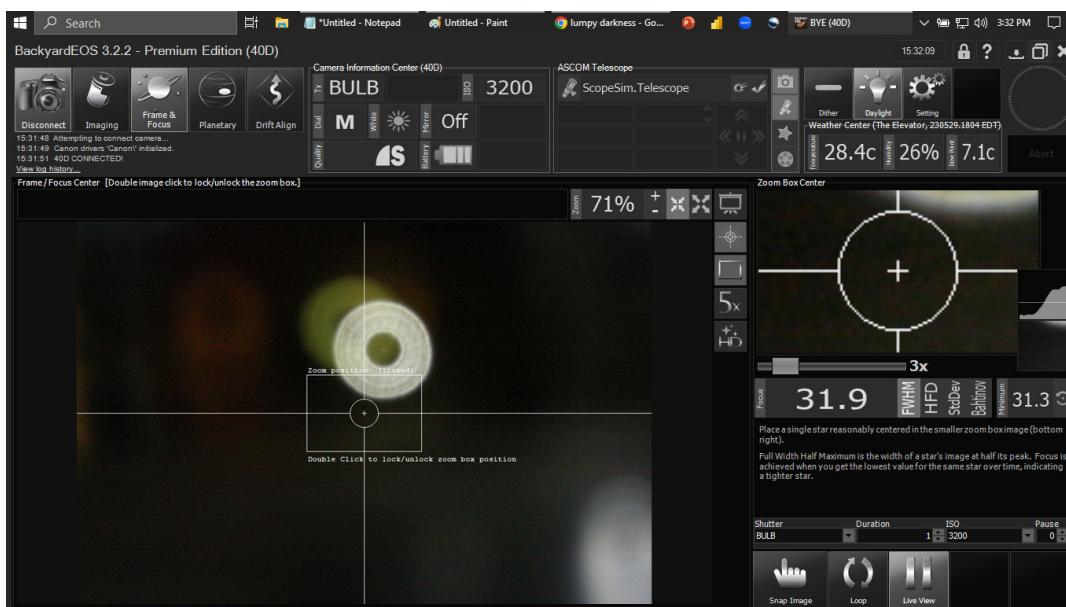 Search
*Untitled - Notepad
Untitled - Paint
lumpy darkness - Go...
BYE (40D)
3:32 PM
BackyardEOS 3.2.2 - Premium Edition (40D)
15:32:09
?
Camera Information Center (40D)
Tv
BULB
ISO
3200
Dial
M
White
Mirror
Off
Quality
S
Battery
ASCOM Telescope
ScopeSim.Telescope
Disconnect
Imaging
Frame & Focus
Planetary
Drift Align
15:31:48 Attempting to connect camera...
15:31:49 Canon drivers 'Canon\' initialized.
15:31:51 40D CONNECTED!
View log history...
Dither
Daylight
Setting
Weather Center (The Elevator, 230529.1804 EDT)
Temperature
28.4c
Humidity
26%
Dew Point
7.1c
Abort
Frame/Focus Center [Double image click to lock/unlock the zoom box.]
Zoom
71%
+
-
5x
HD
Zoom position [locked]
Double Click to lock/unlock zoom box position
Zoom Box Center
3x
Focus
31.9
FWHM
HFD
StdDev
Bahtinov
Minimum
31.3
Place a single star reasonably centered in the smaller zoom box image (bottom
right).
Full Width Half Maximum is the width of a star's image at half its peak. Focus is
achieved when you get the lowest value for the same star over time, indicating
a tighter star.
Shutter
Duration
ISO
Pause
BULB
1
3200
0
Snap Image
Loop
Live View